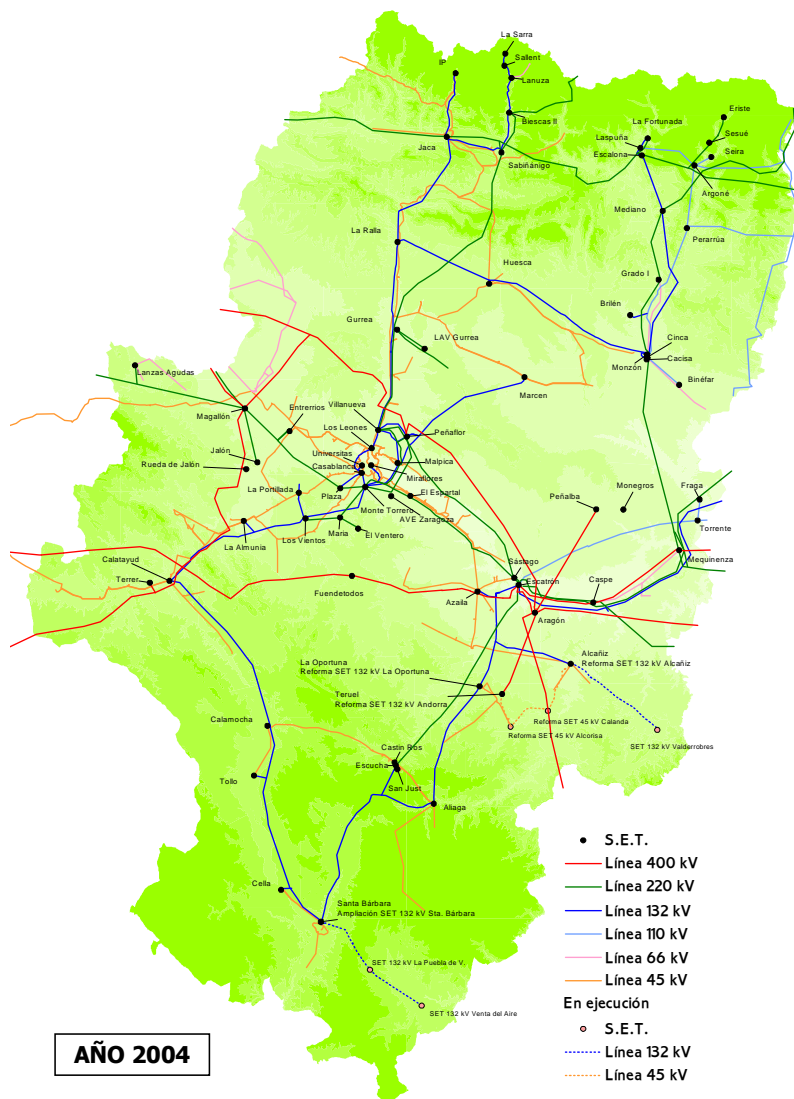 La Sarra
IP
Sallent
Lanuza
Biescas II
Jaca
Sabiñánigo
La Fortunada
Laspuña
Escalona
Eriste
Sesué
Seira
Argoné
Mediano
Perarrúa
La Ralla
Huesca
Grado I
Brilén
Gurrea
LAV Gurrea
Cinca
Monzón
Cacisa
Binéfar
Lanzas Agudas
Marcen
Magallón
Entrerrios
Villanueva
Los Leones
Peñaflor
Jalón
Rueda de Jalón
Universitas
Casablanca
Malpica
Miraflores
La Portillada
Plaza
El Espartal
Monte Torrero
AVE Zaragoza
Peñalba
Monegros
Fraga
Torrente
La Almunia
Los Vientos
Maria
El Ventero
Mequinenza
Calatayud
Terrer
Fuendetodos
Sástago
Escatrón
Caspe
Azaila
Aragón
Alcañiz
Reforma SET 132 kV Alcañiz
La Oportuna
Reforma SET 132 kV La Oportuna
Teruel
Reforma SET 132 kV Andorra
Reforma SET 45 kV Calanda
Reforma SET 45 kV Alcorisa
SET 132 kV Valderrobres
Calamocha
Castin Ros
Escucha
San Just
Tollo
Aliaga
Cella
Santa Bárbara
Ampliación SET 132 kV Sta. Bárbara
SET 132 kV La Puebla de V.
SET 132 kV Venta del Aire
S.E.T.
Línea 400 kV
Línea 220 kV
Línea 132 kV
Línea 110 kV
Línea 66 kV
Línea 45 kV
En ejecución
S.E.T.
Línea 132 kV
Línea 45 kV
AÑO 2004